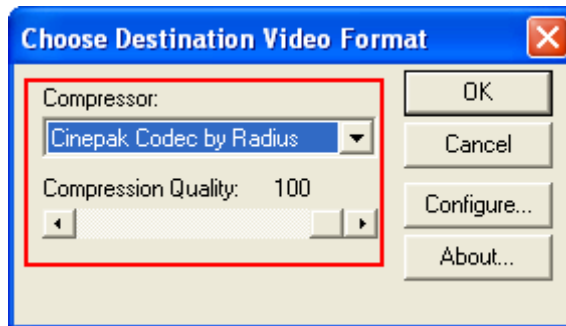 Choose Destination Video Format
Compressor:
Cinepak Codec by Radius
Compression Quality: 100
OK
Cancel
Configure...
About...